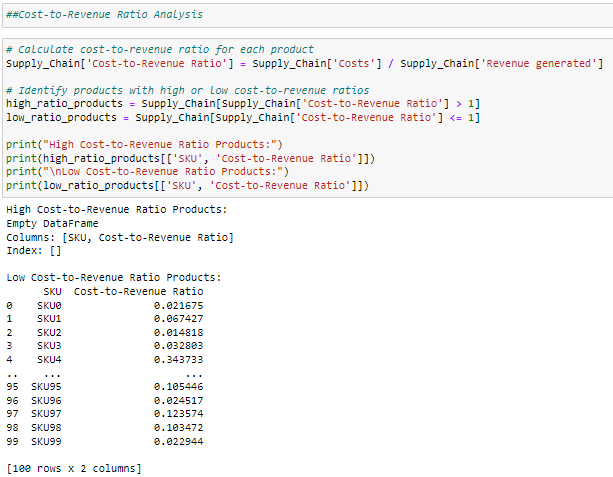 ##Cost-to-Revenue Ratio Analysis
# Calculate cost-to-revenue ratio for each product
Supply_Chain['Cost-to-Revenue Ratio'] = Supply_Chain['Costs'] / Supply_Chain['Revenue generated']
# Identify products with high or low cost-to-revenue ratios
high_ratio_products = Supply_Chain[Supply_Chain['Cost-to-Revenue Ratio'] > 1]
low_ratio_products = Supply_Chain[Supply_Chain['Cost-to-Revenue Ratio'] <= 1]
print("High Cost-to-Revenue Ratio Products:")
print(high_ratio_products[['SKU', 'Cost-to-Revenue Ratio']])
print("\nLow Cost-to-Revenue Ratio Products:")
print(low_ratio_products[['SKU', 'Cost-to-Revenue Ratio']])
High Cost-to-Revenue Ratio Products:
Empty DataFrame
Columns: [SKU, Cost-to-Revenue Ratio]
Index: []
Low Cost-to-Revenue Ratio Products:
SKU Cost-to-Revenue Ratio
0 SKU0 0.021675
1 SKU1 0.067427
2 SKU2 0.014818
3 SKU3 0.032803
4 SKU4 0.343733
.. ... ...
95 SKU95 0.105446
96 SKU96 0.024517
97 SKU97 0.123574
98 SKU98 0.103472
99 SKU99 0.022944
[100 rows x 2 columns]